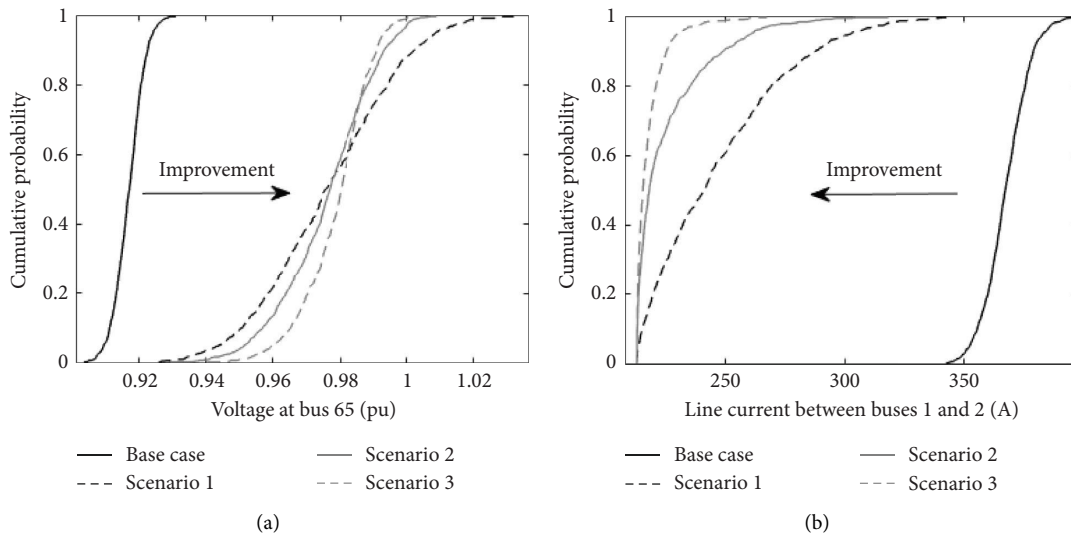 1
0.8
0.6
0.4
0.2
0
Cumulative probability
Improvement
0.92
0.94
0.96
0.98
1
1.02
Voltage at bus 65 (pu)
Base case
Scenario 1
Scenario 2
Scenario 3
(a)
1
0.8
0.6
0.4
0.2
0
Cumulative probability
Improvement
250
300
350
Line current between buses 1 and 2 (A)
Base case
Scenario 1
Scenario 2
Scenario 3
(b)